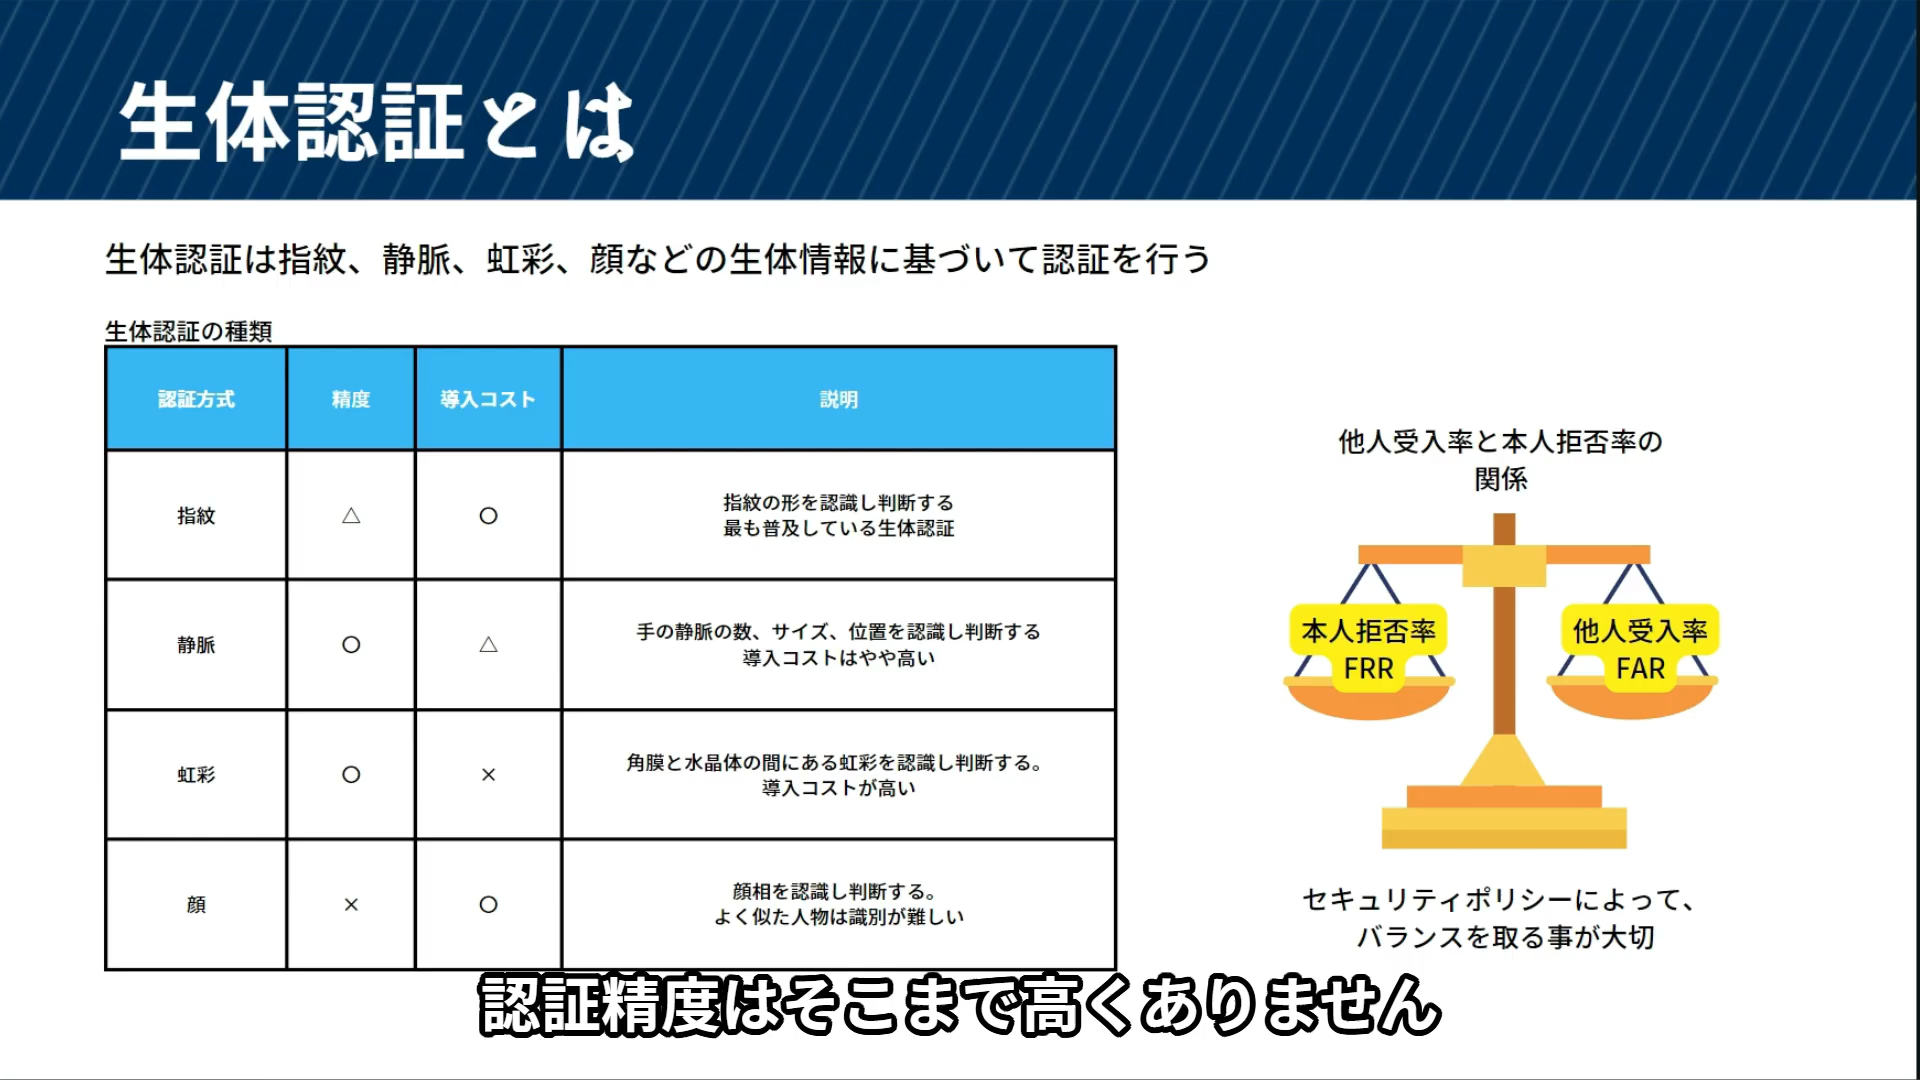 生体認証とは
生体認証は指紋、静脈、虹彩、顔などの生体情報に基づいて認証を行う
生体認証の種類
認証方式 精度 導入コスト 説明
指紋 △ 〇 指紋の形を認識し判断する
最も普及している生体認証
静脈 〇 △ 手の静脈の数、サイズ、位置を認識し判断する
導入コストはやや高い
虹彩 〇 × 角膜と水晶体の間にある虹彩を認識し判断する。
導入コストが高い
顔 × 〇 顔相を認識し判断する。
よく似た人物は識別が難しい
他人受入率と本人拒否率の
関係
本人拒否率
FRR
他人受入率
FAR
セキュリティポリシーによって、
バランスを取る事が大切
認証精度はそこまで高くありません